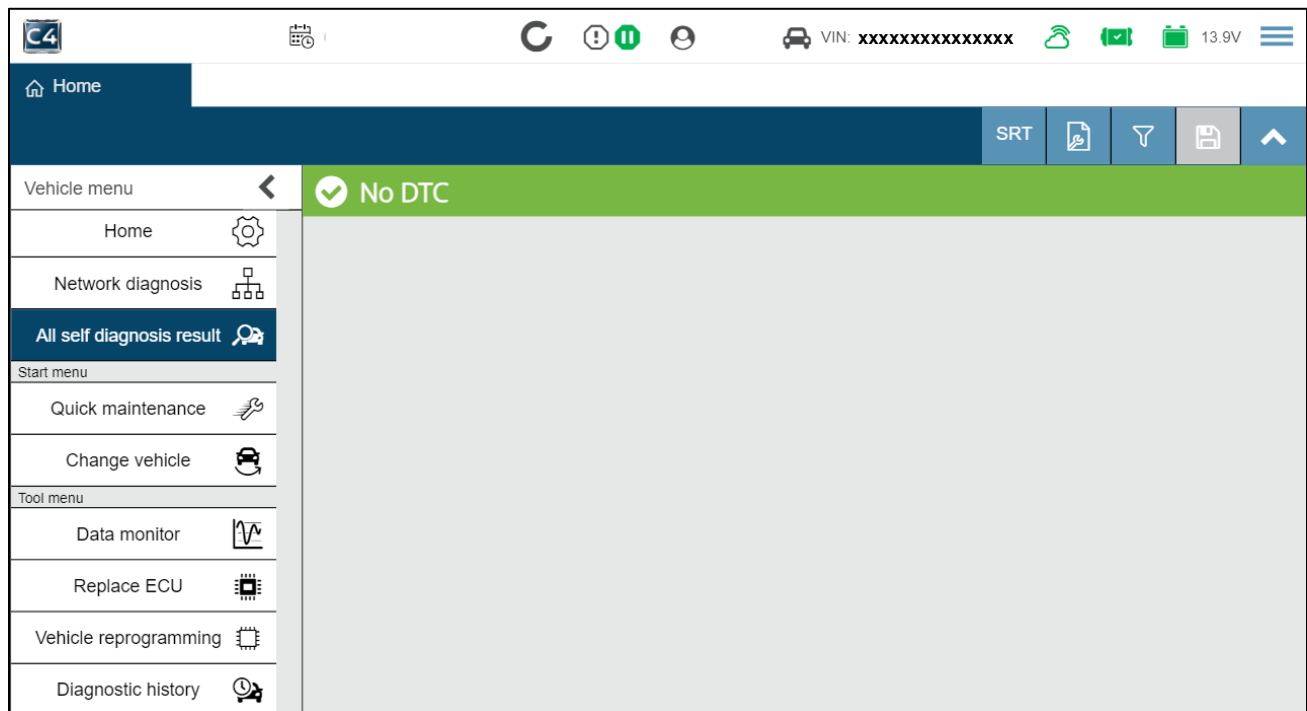 C4
VIN: xxxxxxxxxxxxxxx
13.9V
Home
SRT
Vehicle menu
No DTC
Home
Network diagnosis
All self diagnosis result
Start menu
Quick maintenance
Change vehicle
Tool menu
Data monitor
Replace ECU
Vehicle reprogramming
Diagnostic history